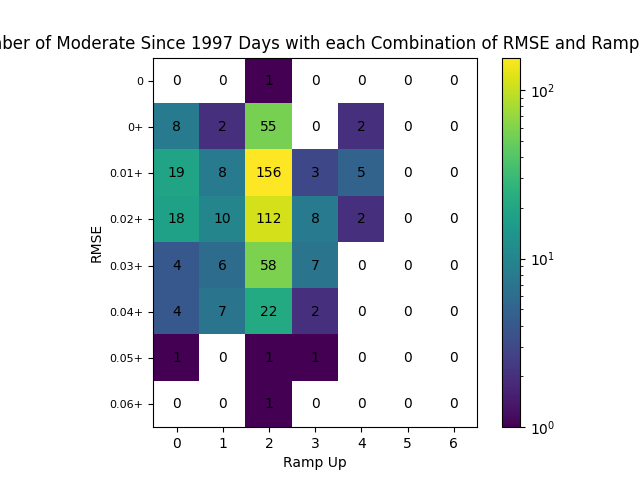 of Moderate Since 1997 Days with each Combination of RMSE and Ramp
0 0 0 1 0 0 0 0
0+ 8 2 55 0 2 0 0
0.01+ 19 8 156 3 5 0 0
0.02+ 18 10 112 8 2 0 0
0.03+ 4 6 58 7 0 0 0
0.04+ 4 7 22 2 0 0 0
0.05+ 1 0 1 1 0 0 0
0.06+ 0 0 1 0 0 0 0
0 1 2 3 4 5 6
Ramp Up
RMSE
10²
10¹
10⁰